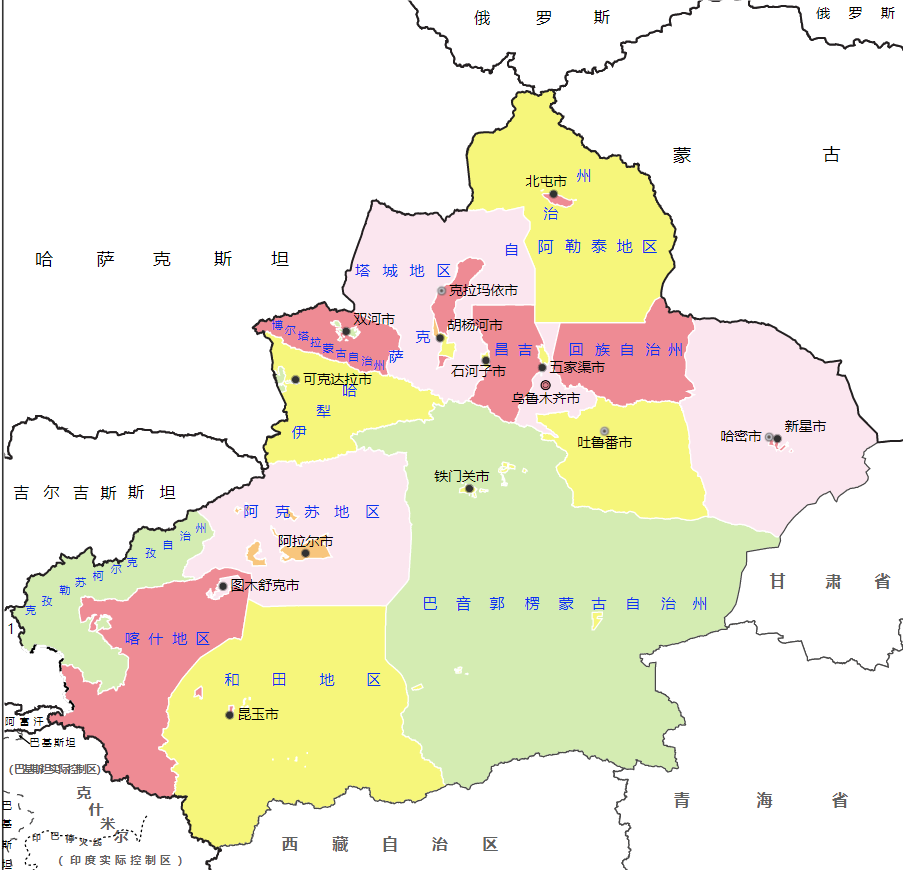 俄罗斯
俄罗斯
蒙古
哈萨克斯坦
北屯市
阿勒泰地区
塔城地区
克拉玛依市
双河市
胡杨河市
博尔塔拉蒙古自治州
昌吉回族自治州
石河子市
五家渠市
乌鲁木齐市
可克达拉市
伊犁哈萨克自治州
吐鲁番市
哈密市
新星市
铁门关市
吉尔吉斯斯坦
阿克苏地区
阿拉尔市
克孜勒苏柯尔克孜自治州
图木舒克市
甘肃省
巴音郭楞蒙古自治州
1
喀什地区
和田地区
昆玉市
阿富汗
巴基斯坦
(巴基斯坦实际控制区)
克什米尔
巴基斯坦
印巴停火线
(印度实际控制区)
青海省
西藏自治区